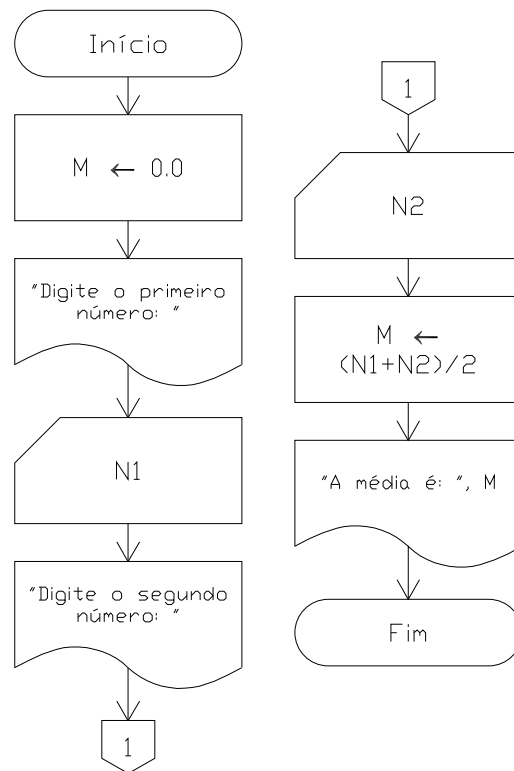 Início
M ← 0.0
"Digite o primeiro
número: "
N1
"Digite o segundo
número: "
1
1
N2
M ←
(N1+N2)/2
"A média é: ", M
Fim